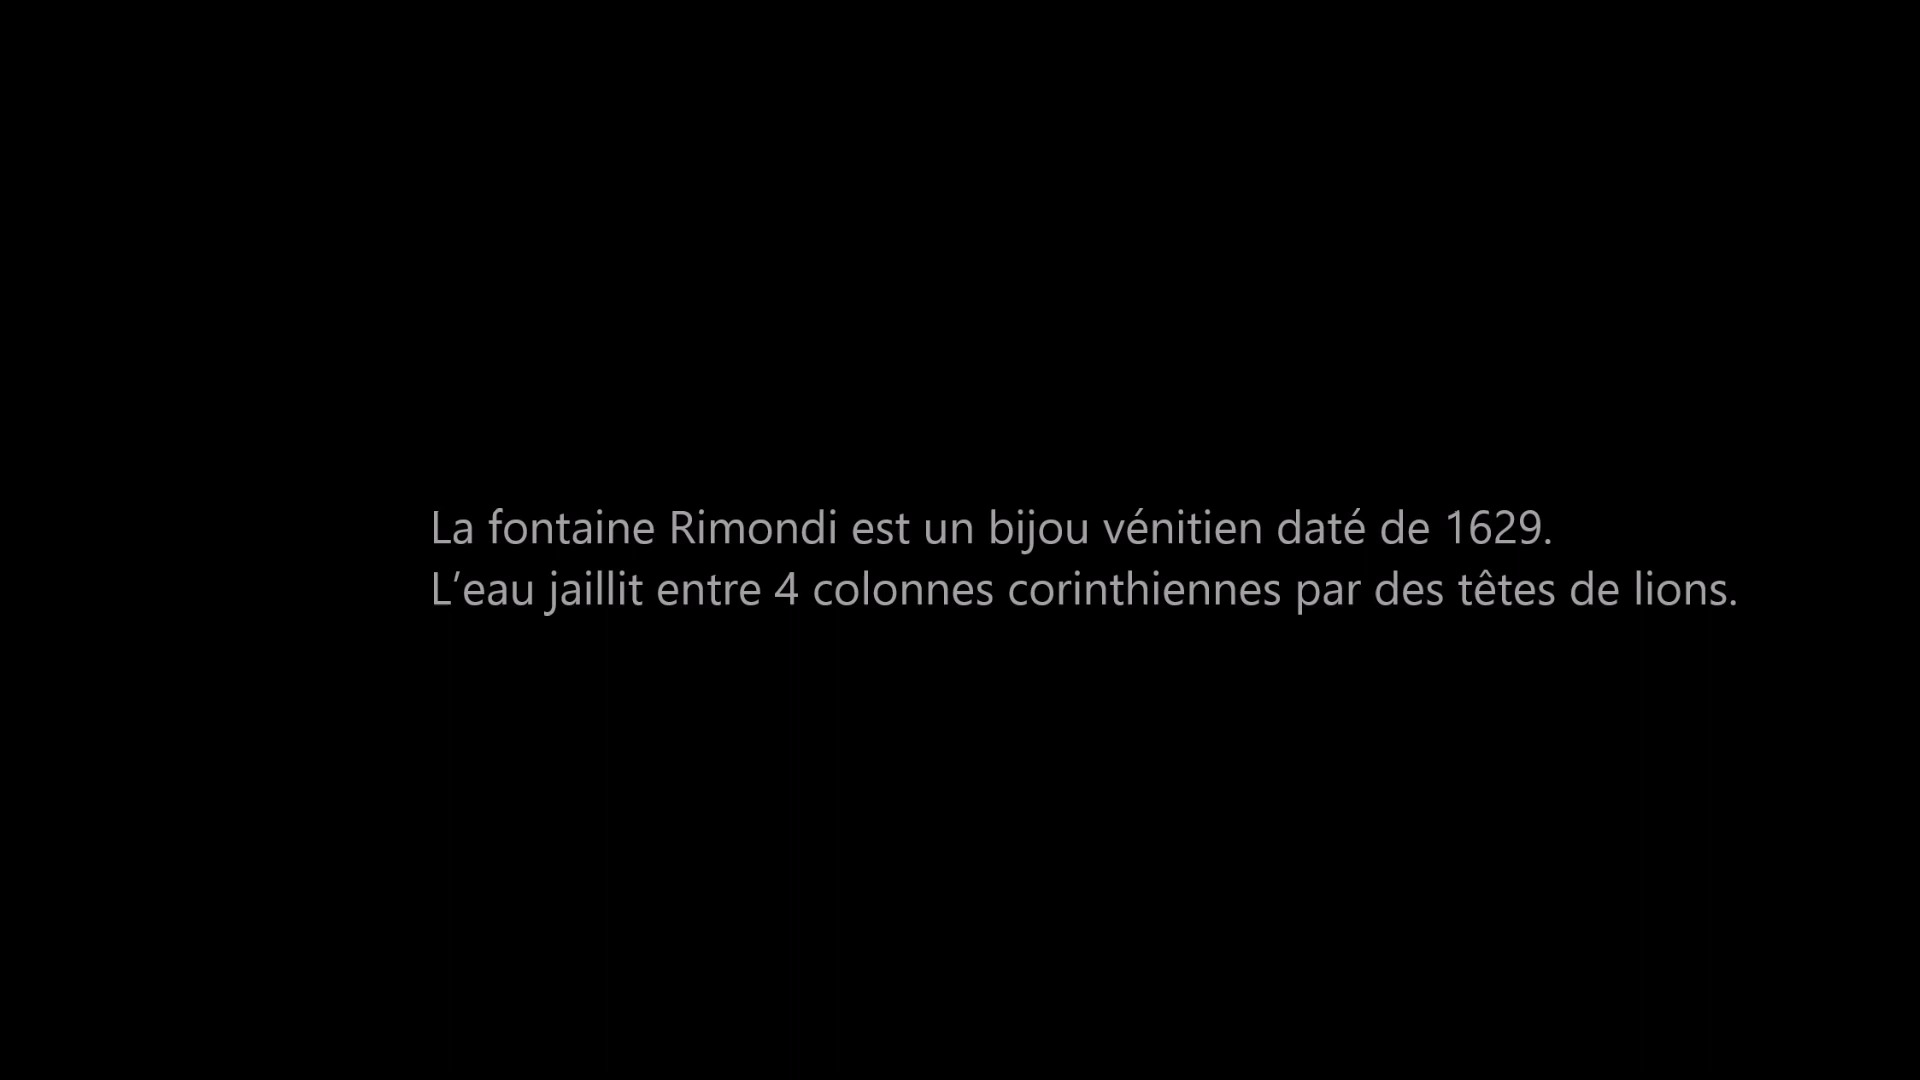 La fontaine Rimondi est un bijou vénitien daté de 1629.
L’eau jaillit entre 4 colonnes corinthiennes par des têtes de lions.